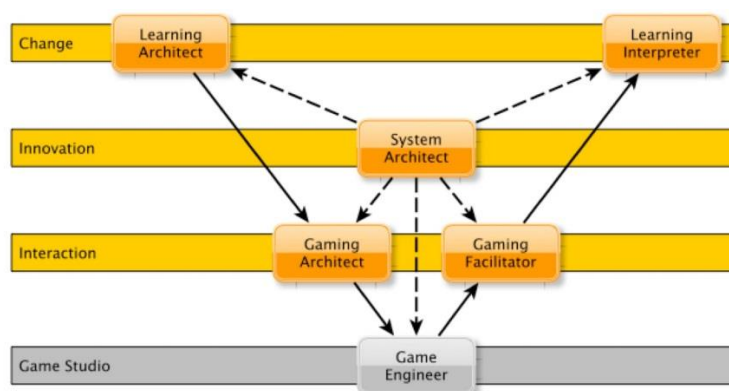 Change
Learning
Architect
Learning
Interpreter
Innovation
System
Architect
Interaction
Gaming
Architect
Gaming
Facilitator
Game Studio
Game
Engineer